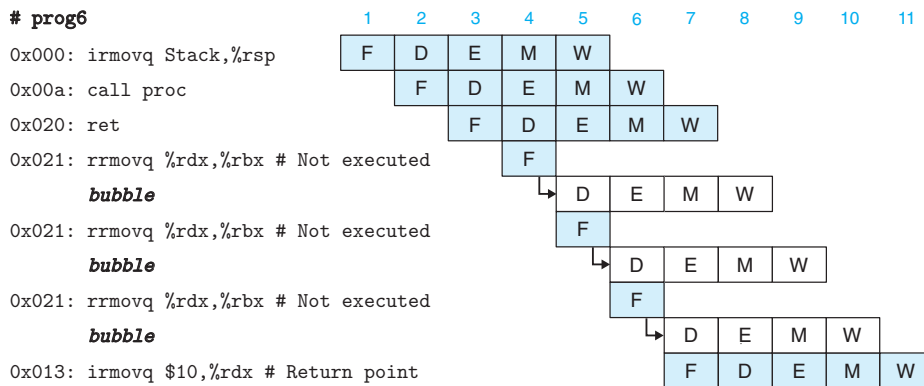 # prog6 1 2 3 4 5 6 7 8 9 10 11
0x000: irmovq Stack,%rsp F D E M W
0x00a: call proc F D E M W
0x020: ret F D E M W
0x021: rrmovq %rdx,%rbx # Not executed F
bubble D E M W
0x021: rrmovq %rdx,%rbx # Not executed F
bubble D E M W
0x021: rrmovq %rdx,%rbx # Not executed F
bubble D E M W
0x013: irmovq $10,%rdx # Return point F D E M W